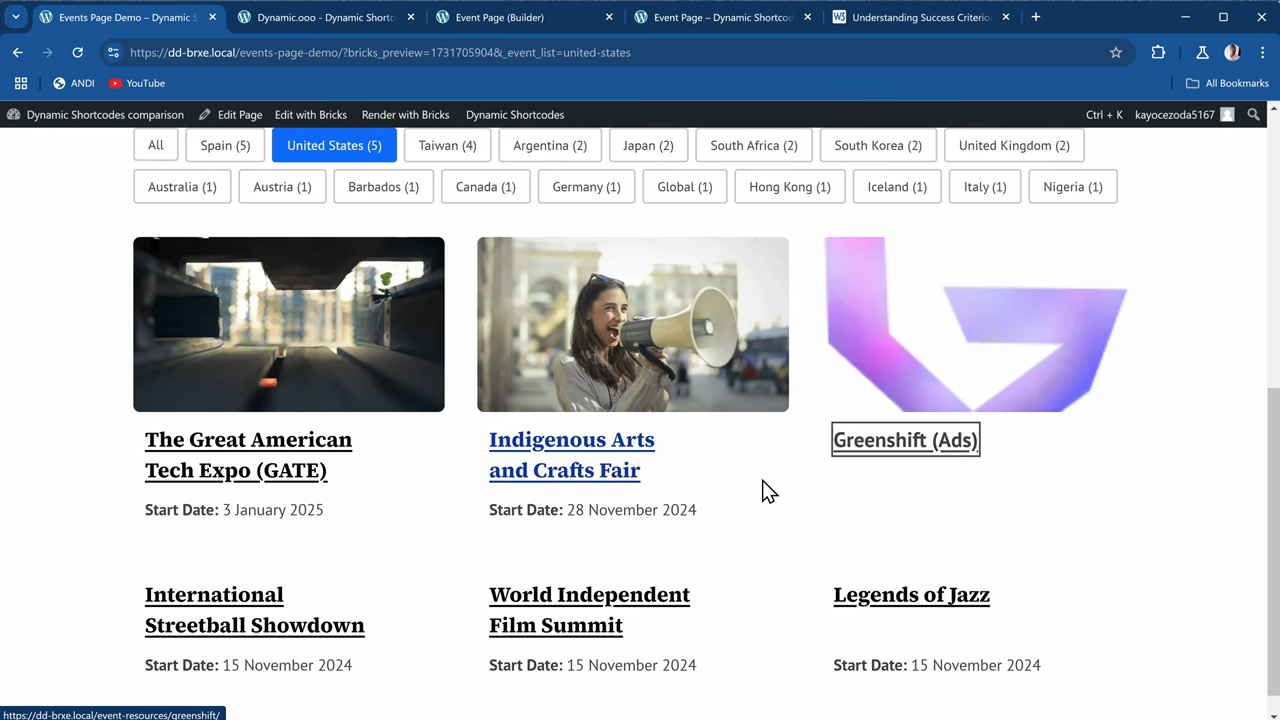 Events Page Demo – Dynamic S
Dynamic.ooo - Dynamic Shortc
Event Page (Builder)
Event Page – Dynamic Shortcod
W3 Understanding Success Criterio
https://dd-brxe.local/events-page-demo/?bricks_preview=1731705904&_event_list=united-states
ANDI
YouTube
All Bookmarks
Dynamic Shortcodes comparison
Edit Page
Edit with Bricks
Render with Bricks
Dynamic Shortcodes
Ctrl + K
kayocezoda5167
All
Spain (5)
United States (5)
Taiwan (4)
Argentina (2)
Japan (2)
South Africa (2)
South Korea (2)
United Kingdom (2)
Australia (1)
Austria (1)
Barbados (1)
Canada (1)
Germany (1)
Global (1)
Hong Kong (1)
Iceland (1)
Italy (1)
Nigeria (1)
The Great American
Tech Expo (GATE)
Start Date: 3 January 2025
Indigenous Arts
and Crafts Fair
Start Date: 28 November 2024
Greenshift (Ads)
International
Streetball Showdown
Start Date: 15 November 2024
World Independent
Film Summit
Start Date: 15 November 2024
Legends of Jazz
Start Date: 15 November 2024
https://dd-brxe.local/event-resources/greenshift/